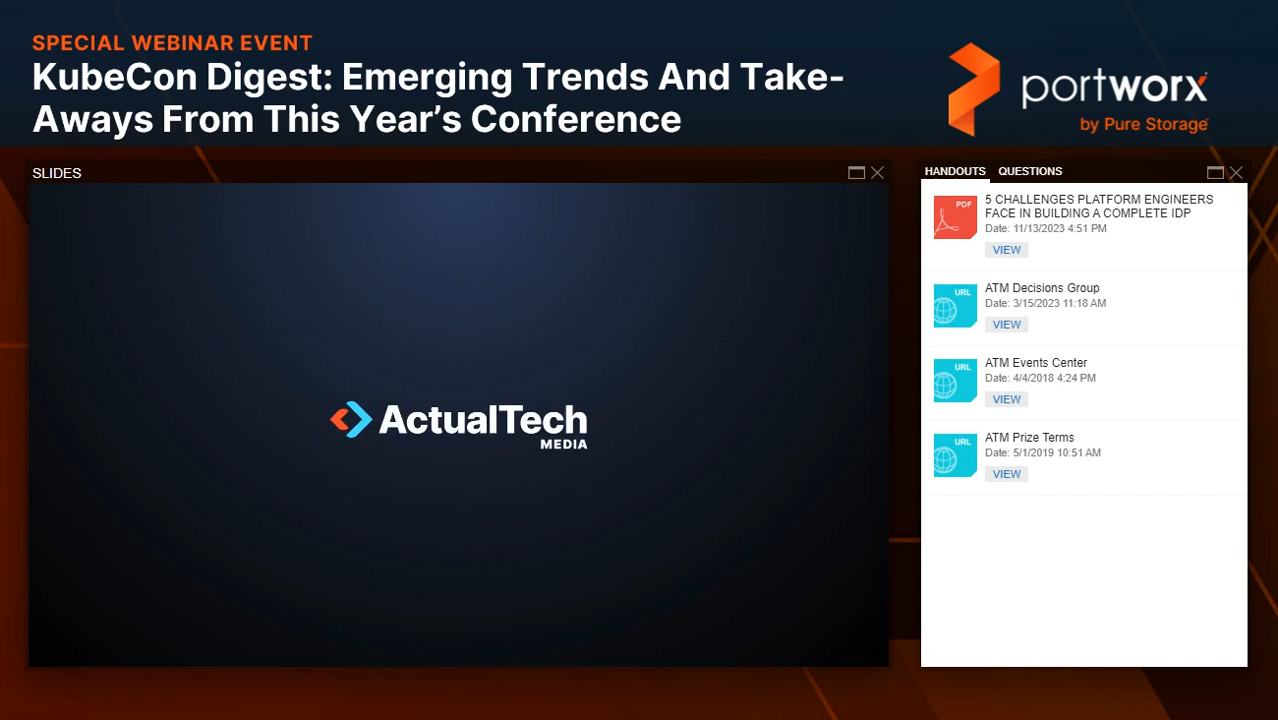 SPECIAL WEBINAR EVENT
KubeCon Digest: Emerging Trends And Take-
Aways From This Year’s Conference
portworx
by Pure Storage
SLIDES
ActualTech
MEDIA
HANDOUTS QUESTIONS
PDF
5 CHALLENGES PLATFORM ENGINEERS
FACE IN BUILDING A COMPLETE IDP
Date: 11/13/2023 4:51 PM
VIEW
URL
ATM Decisions Group
Date: 3/15/2023 11:18 AM
VIEW
URL
ATM Events Center
Date: 4/4/2018 4:24 PM
VIEW
URL
ATM Prize Terms
Date: 5/1/2019 10:51 AM
VIEW